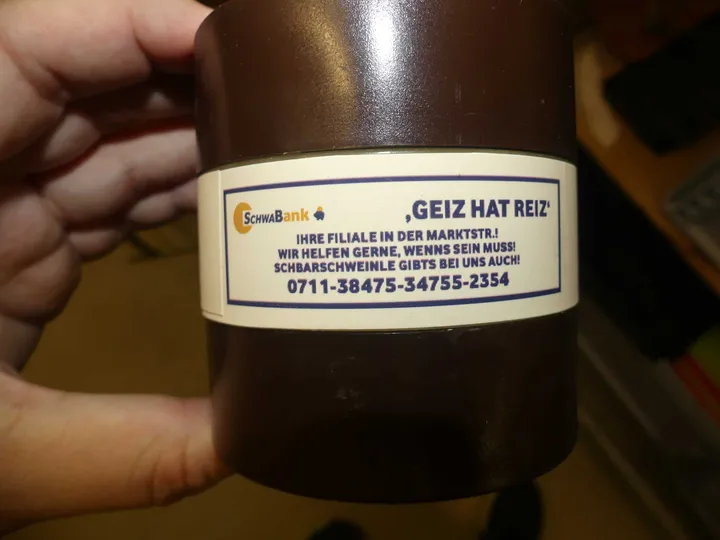 SCHWABank
‚GEIZ HAT REIZ‘
IHRE FILIALE IN DER MARKTSTR.!
WIR HELFEN GERNE, WENNS SEIN MUSS!
SCHBARSCHWEINLE GIBTS BEI UNS AUCH!
0711-38475-34755-2354